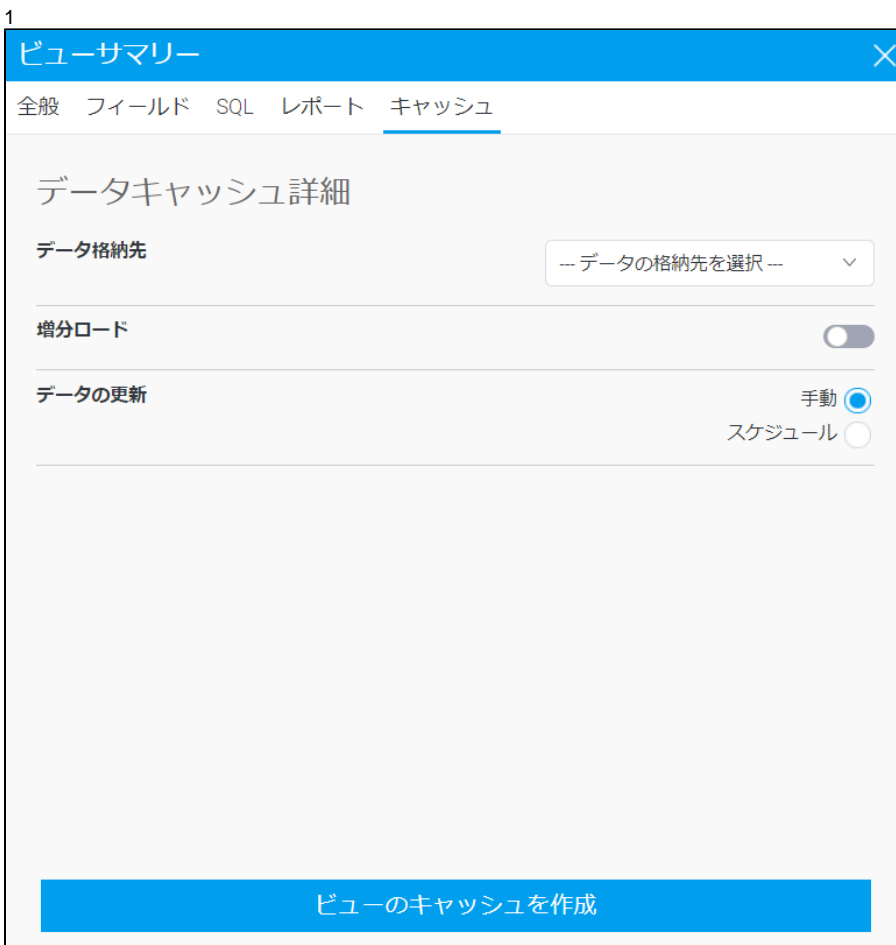 1
ビューサマリー
全般 フィールド SQL レポート キャッシュ
データキャッシュ詳細
データ格納先
--- データの格納先を選択 ---
増分ロード
データの更新
手動
スケジュール
ビューのキャッシュを作成